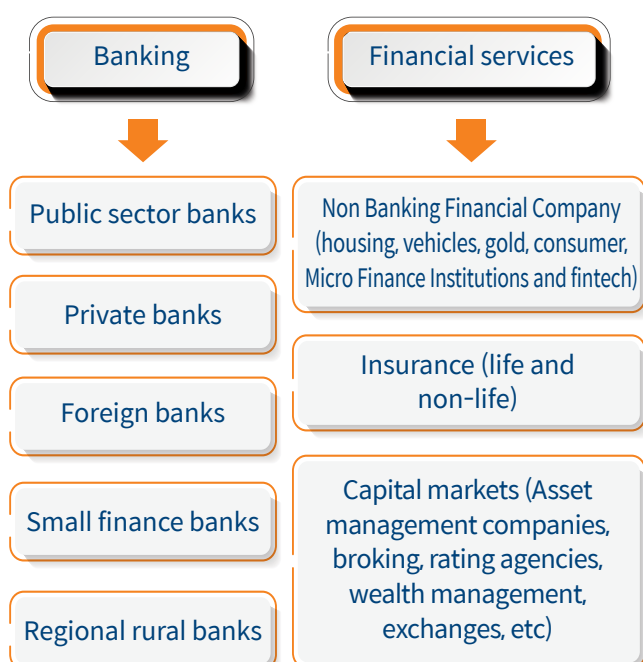 Banking
Public sector banks
Private banks
Foreign banks
Small finance banks
Regional rural banks
Financial services
Non Banking Financial Company
(housing, vehicles, gold, consumer,
Micro Finance Institutions and fintech)
Insurance (life and
non-life)
Capital markets (Asset
management companies,
broking, rating agencies,
wealth management,
exchanges, etc)